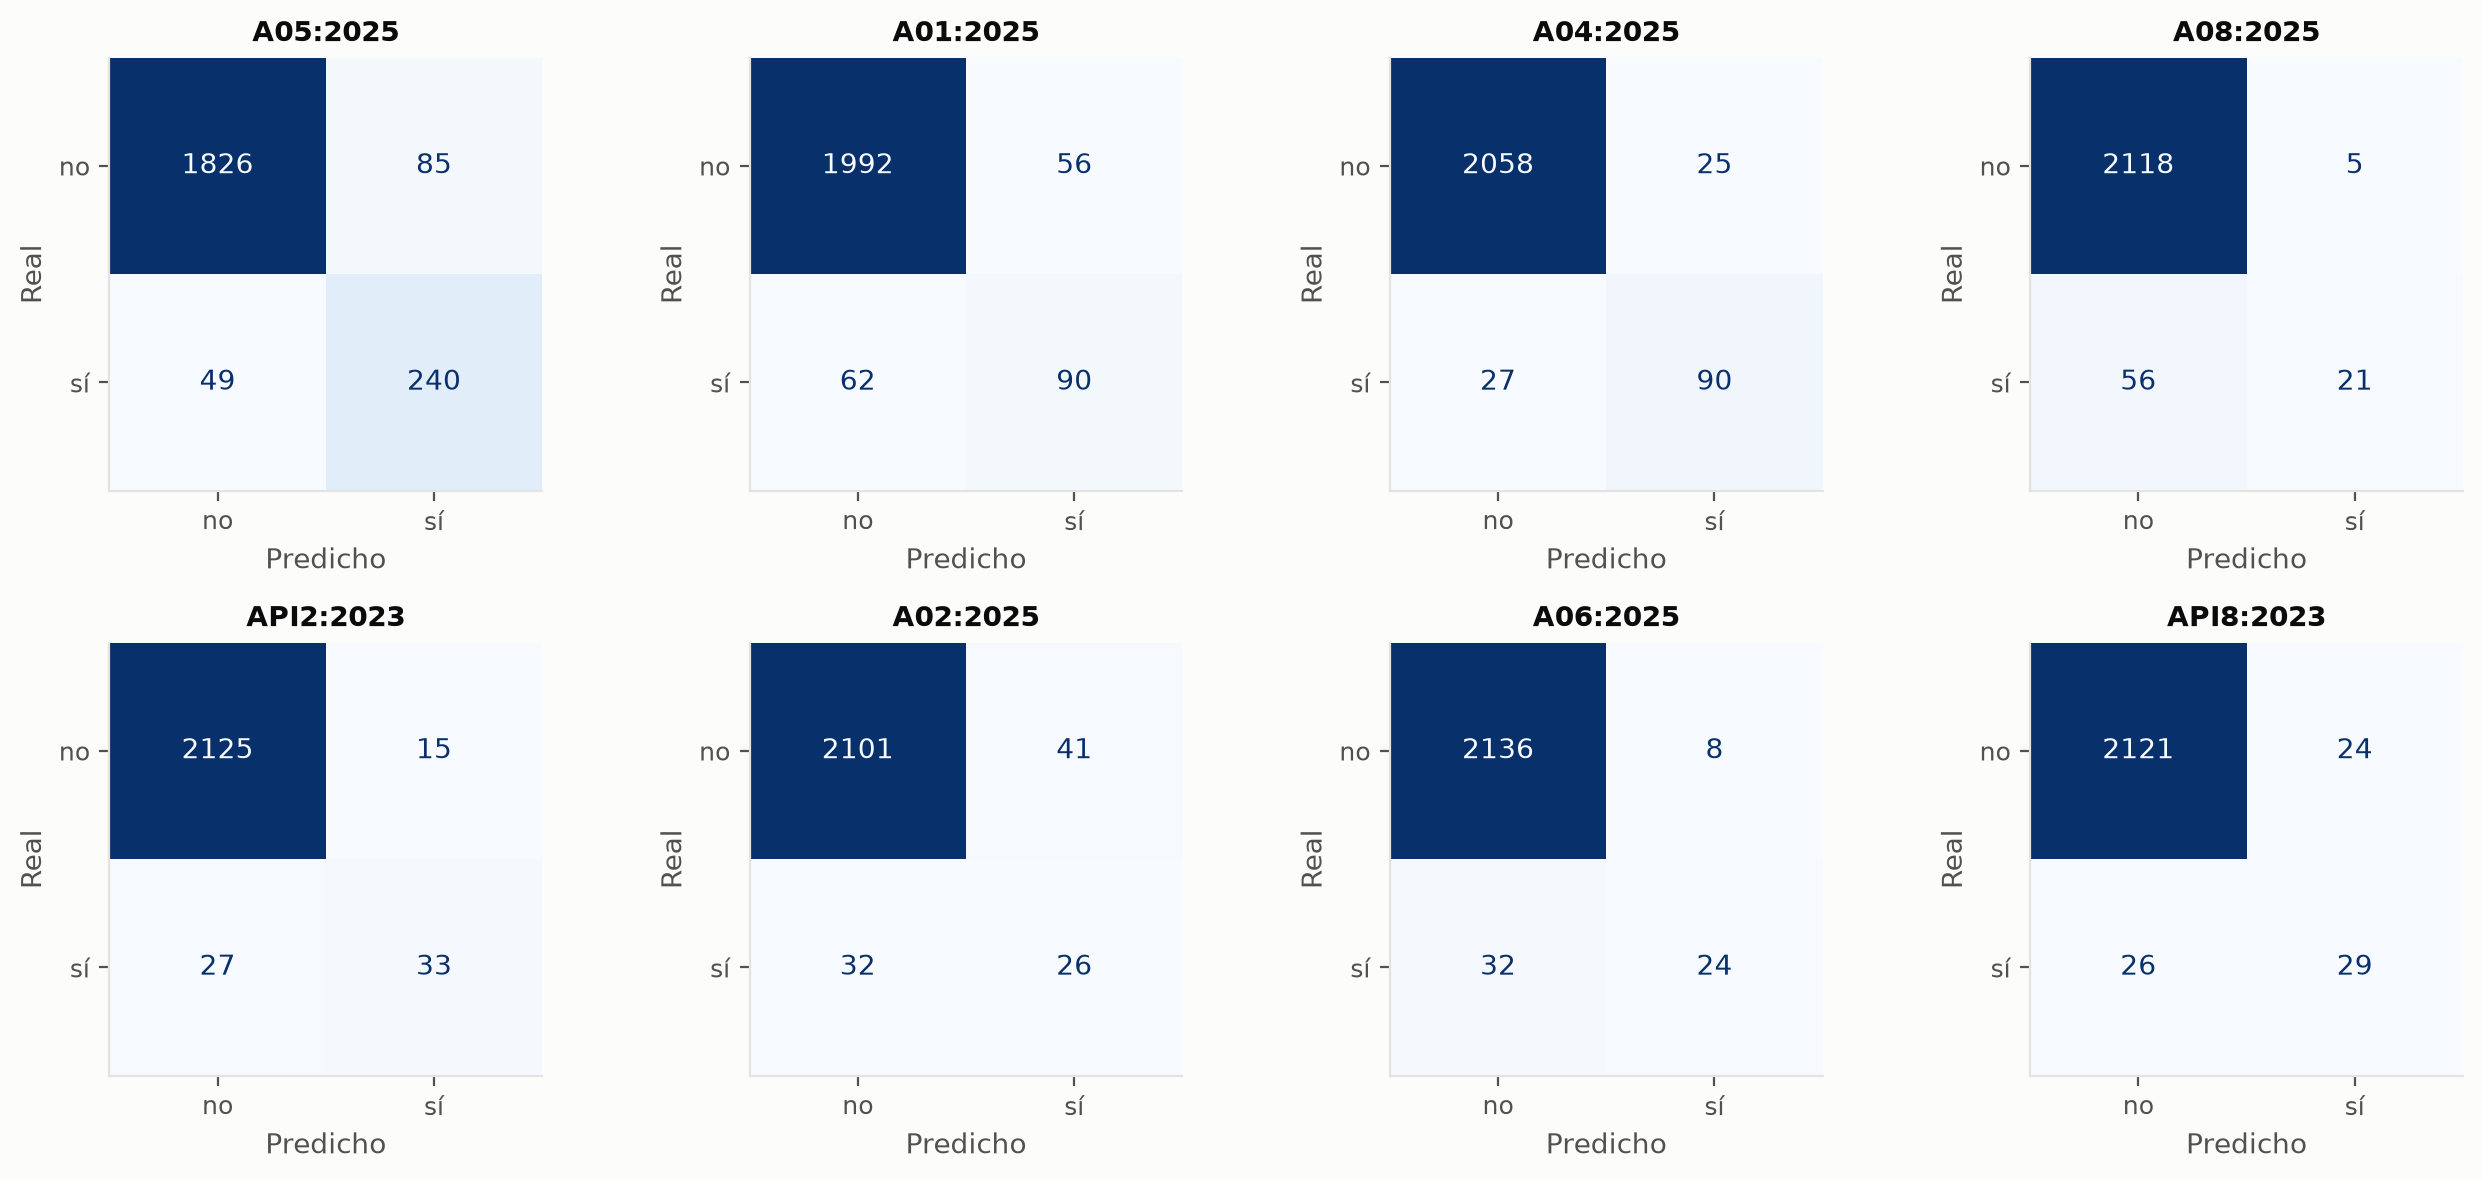 A05:2025
A01:2025
A04:2025
A08:2025
no 1826 85
no 1992 56
no 2058 25
no 2118 5
Real
Real
Real
Real
sí 49 240
sí 62 90
sí 27 90
sí 56 21
no sí
no sí
no sí
no sí
Predicho
Predicho
Predicho
Predicho
API2:2023
A02:2025
A06:2025
API8:2023
no 2125 15
no 2101 41
no 2136 8
no 2121 24
Real
Real
Real
Real
sí 27 33
sí 32 26
sí 32 24
sí 26 29
no sí
no sí
no sí
no sí
Predicho
Predicho
Predicho
Predicho